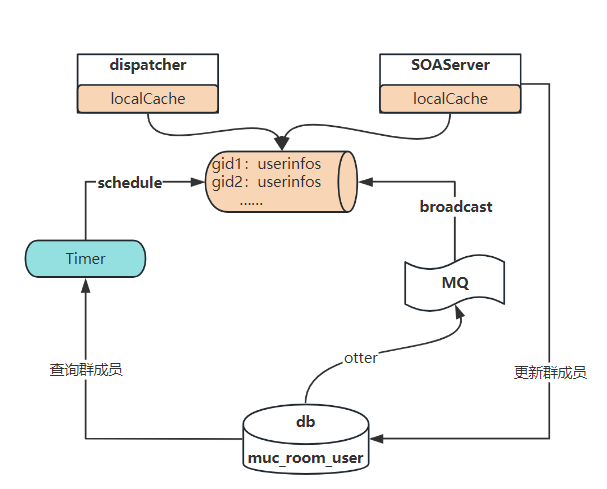 dispatcher
localCache
SOAServer
localCache
gid1：userinfos
gid2：userinfos
……
schedule
broadcast
Timer
MQ
otter
查询群成员
更新群成员
db
muc_room_user